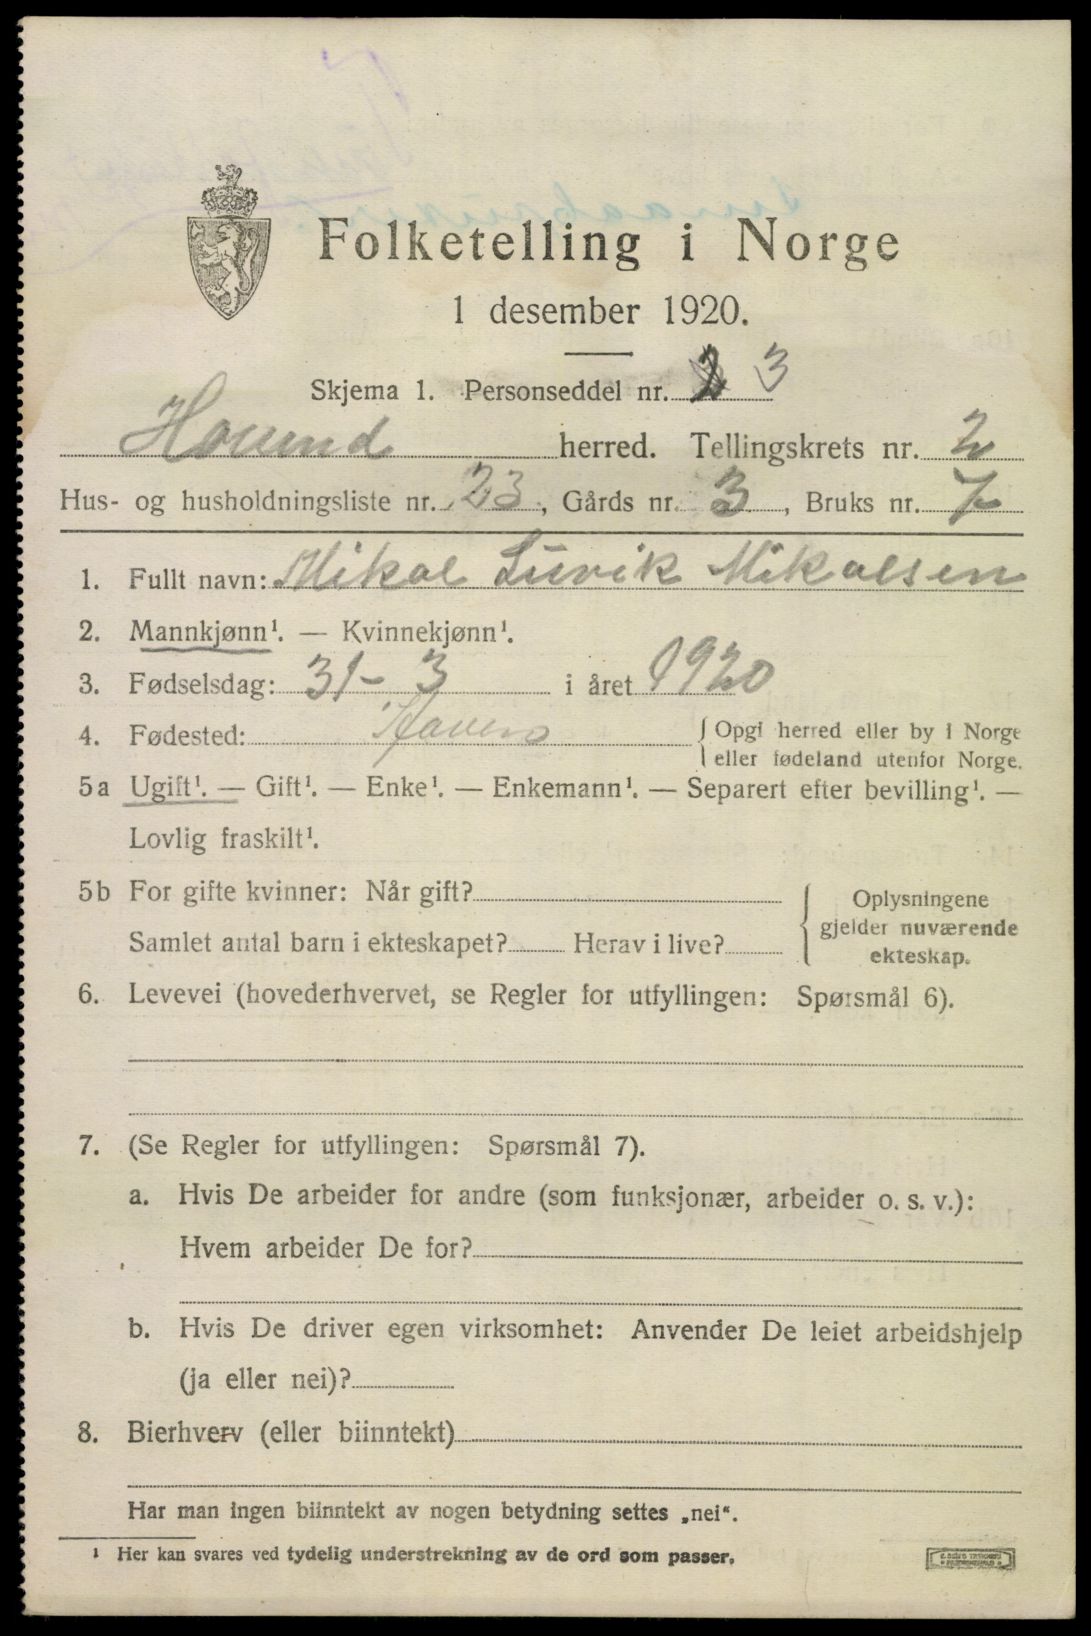 Folketelling i Norge
1 desember 1920.
Skjema 1. Personseddel nr. 3
Hovind herred. Tellingskrets nr. 2
Hus- og husholdningsliste nr. 23, Gårds nr. 3, Bruks nr. 7
1. Fullt navn: Mikal Luvik Mikalsen
2. Mannkjønn¹. — Kvinnekjønn¹.
3. Fødselsdag: 31-3 i året 1920
4. Fødested: { Opgi herred eller by i Norge
eller fødeland utenfor Norge.
5a Ugift¹. — Gift¹. — Enke¹. — Enkemann¹. — Separert efter bevilling¹. —
Lovlig fraskilt¹.
5b For gifte kvinner: Når gift?
Samlet antal barn i ekteskapet? Herav i live?
Oplysningene
gjelder nuværende
ekteskap.
6. Levevei (hovederhvervet, se Regler for utfyllingen: Spørsmål 6).
7. (Se Regler for utfyllingen: Spørsmål 7).
a. Hvis De arbeider for andre (som funksjonær, arbeider o. s. v.):
Hvem arbeider De for?
b. Hvis De driver egen virksomhet: Anvender De leiet arbeidshjelp
(ja eller nei)?
8. Bierhverv (eller biinntekt)
Har man ingen biinntekt av nogen betydning settes „nei“.
¹ Her kan svares ved tydelig understrekning av de ord som passer.